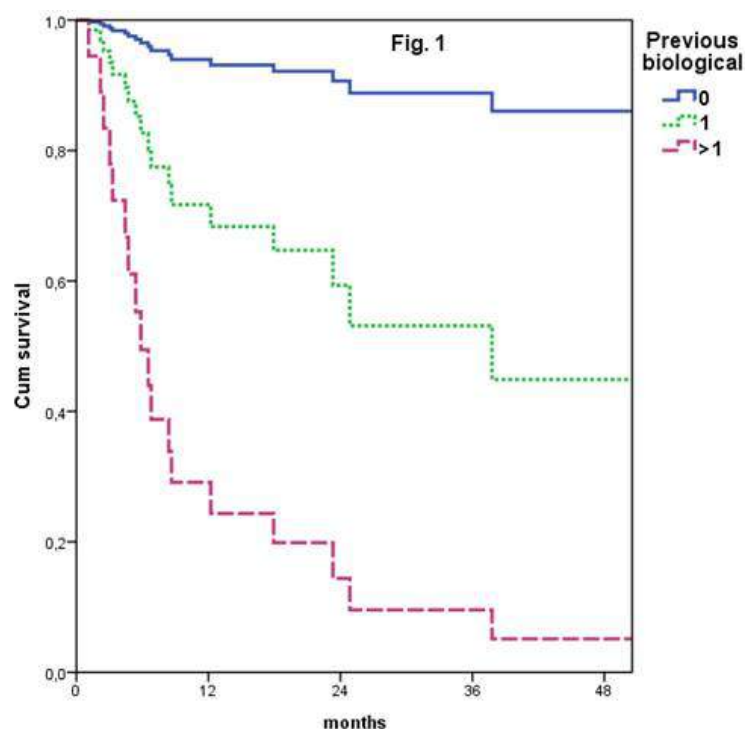 Fig. 1
Previous
biological
0
1
>1
1,0
0,8
0,6
0,4
0,2
0,0
Cum survival
0
12
24
36
48
months